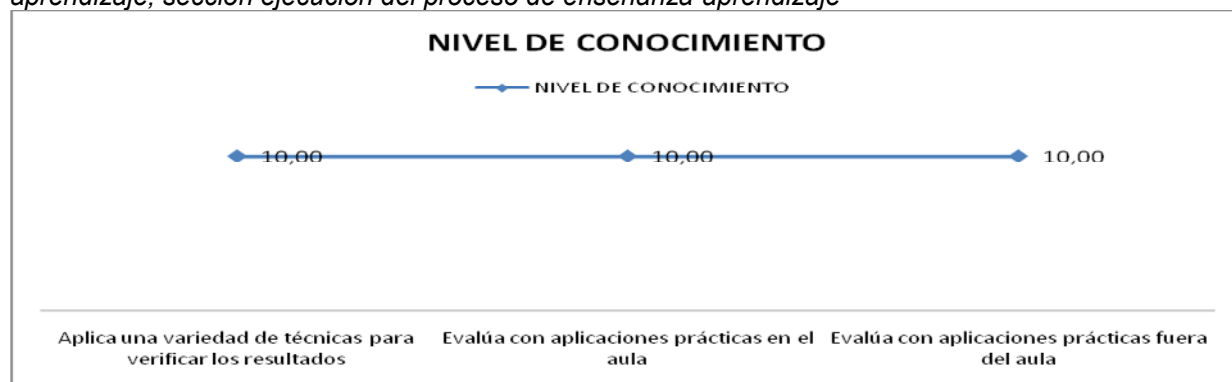 aprendizaje, sección ejecución del proceso de enseñanza-aprendizaje
NIVEL DE CONOCIMIENTO
NIVEL DE CONOCIMIENTO
10,00 10,00 10,00
Aplica una variedad de técnicas para verificar los resultados
Evalúa con aplicaciones prácticas en el aula
Evalúa con aplicaciones prácticas fuera del aula